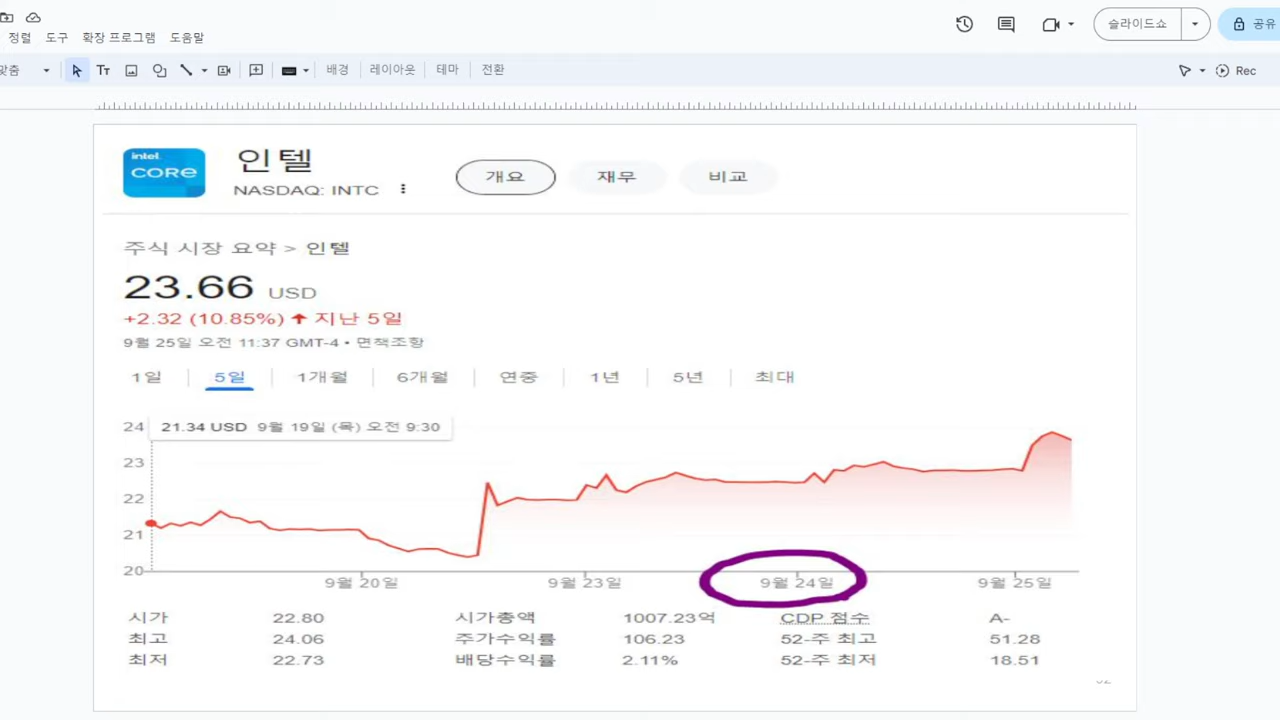 정렬 도구 확장 프로그램 도움말
슬라이드쇼
공유
맞춤
Tт
배경 레이아웃 테마 전환
Rec
intel
CORE
인텔
NASDAQ: INTC
개요 재무 비교
주식 시장 요약 > 인텔
23.66 USD
+2.32 (10.85%) ↑ 지난 5일
9월 25일 오전 11:37 GMT-4 • 면책조항
1일 5일 1개월 6개월 연중 1년 5년 최대
21.34 USD 9월 19일 (목) 오전 9:30
24
23
22
21
20
9월 20일 9월 23일 9월 24일 9월 25일
시가 22.80 시가총액 1007.23억 CDP 점수 A-
최고 24.06 주가수익률 106.23 52-주 최고 51.28
최저 22.73 배당수익률 2.11% 52-주 최저 18.51